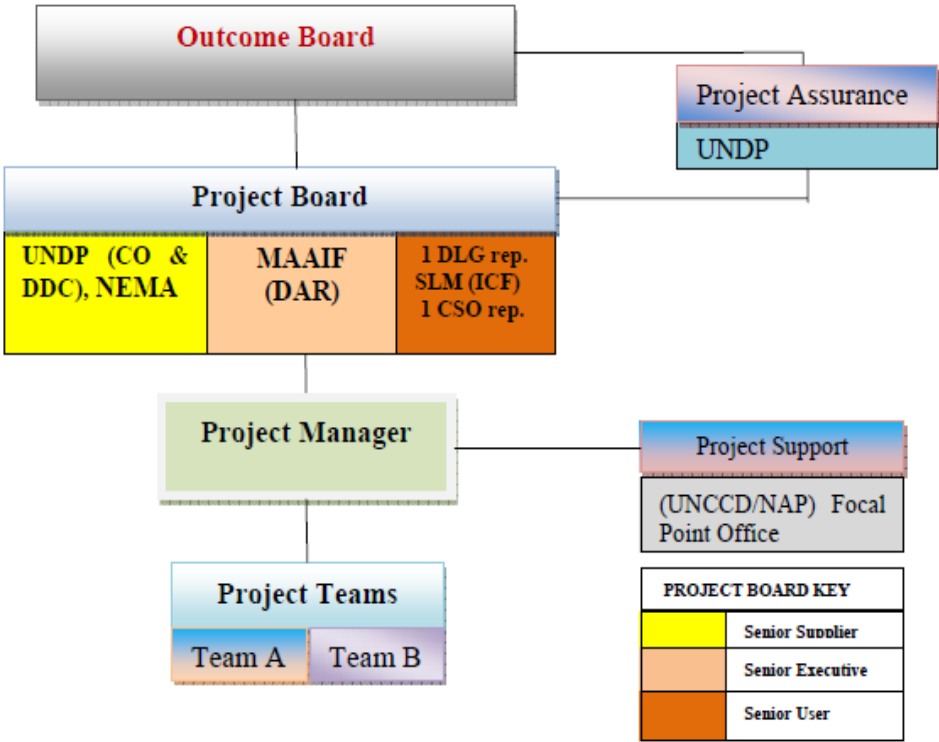 Outcome Board
Project Assurance
UNDP
Project Board
UNDP (CO &
DDC), NEMA
MAAIF
(DAR)
1 DLG rep.
SLM (ICF)
1 CSO rep.
Project Manager
Project Support
(UNCCD/NAP) Focal
Point Office
Project Teams
Team A
Team B
PROJECT BOARD KEY
Senior Supplier
Senior Executive
Senior User